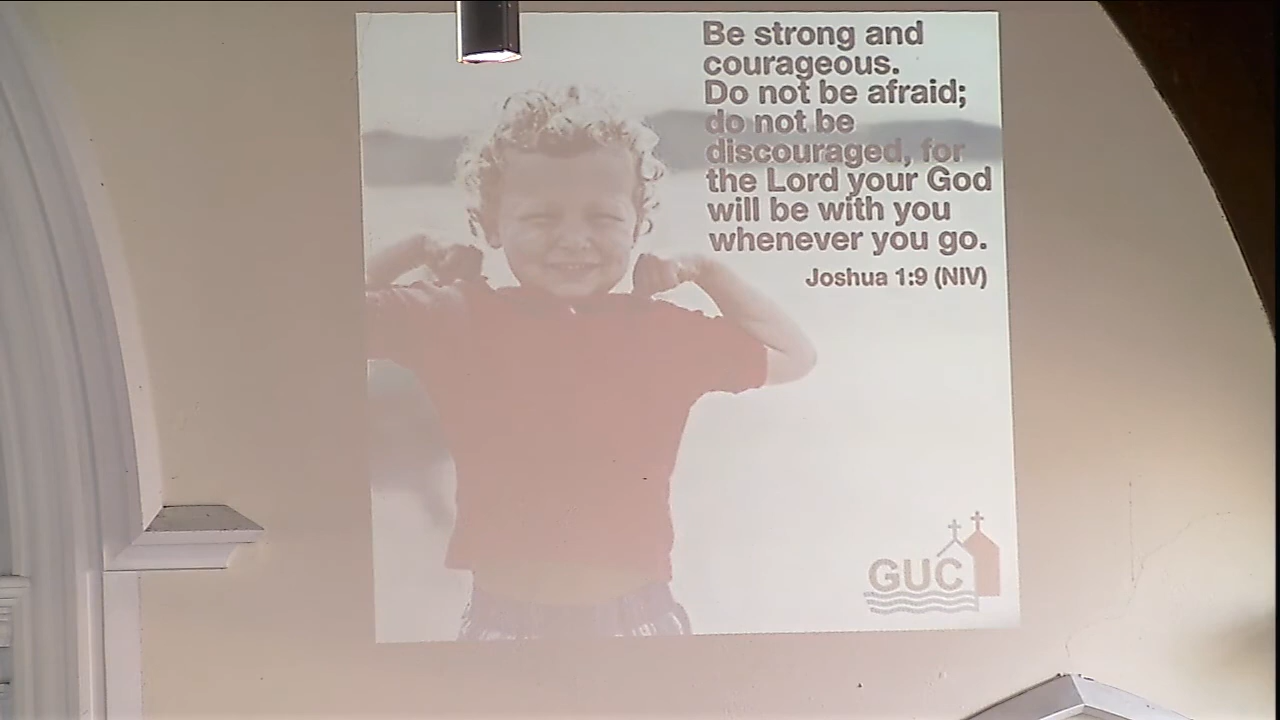 Be strong and
courageous.
Do not be afraid;
do not be
discouraged, for
the Lord your God
will be with you
whenever you go.
Joshua 1:9 (NIV)
GUC